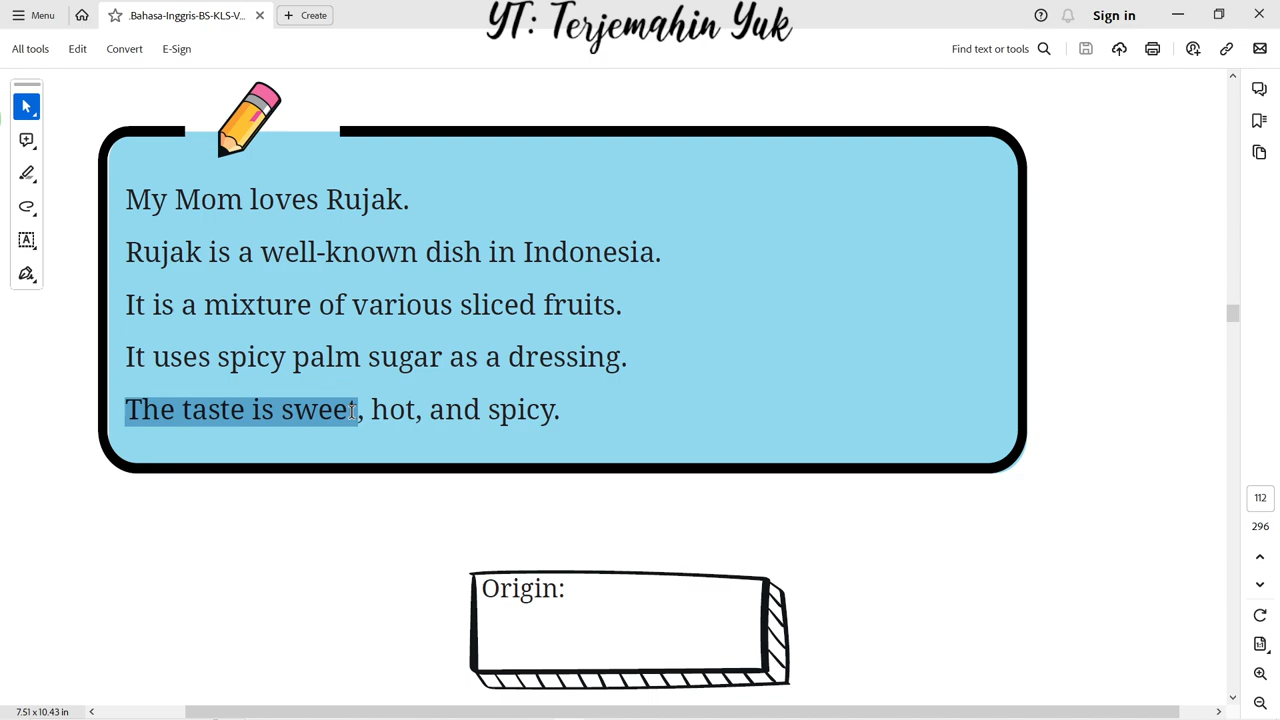 Menu
.Bahasa-Inggris-BS-KLS-V...
Create
YT: Terjemahin Yuk
Sign in
All tools
Edit
Convert
E-Sign
Find text or tools
My Mom loves Rujak.
Rujak is a well-known dish in Indonesia.
It is a mixture of various sliced fruits.
It uses spicy palm sugar as a dressing.
The taste is sweet, hot, and spicy.
Origin:
112
296
7.51 x 10.43 in